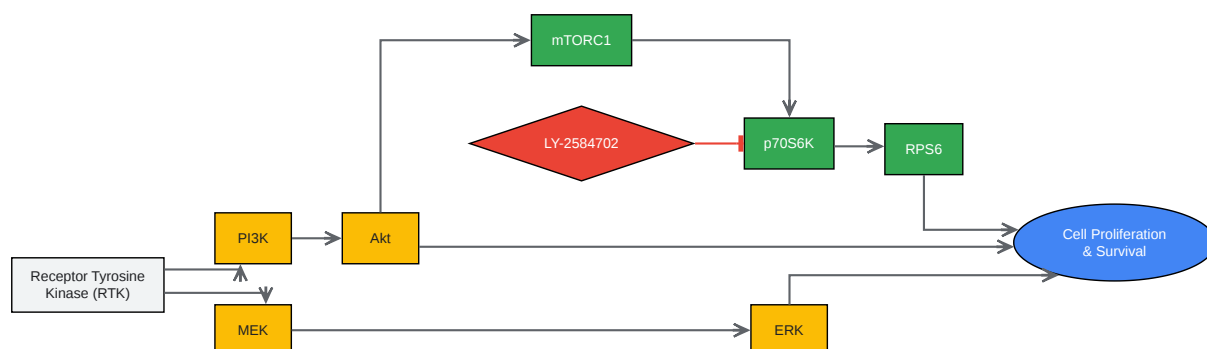 mTORC1
LY-2584702
p70S6K
RPS6
PI3K
Akt
Cell Proliferation
& Survival
Receptor Tyrosine
Kinase (RTK)
MEK
ERK